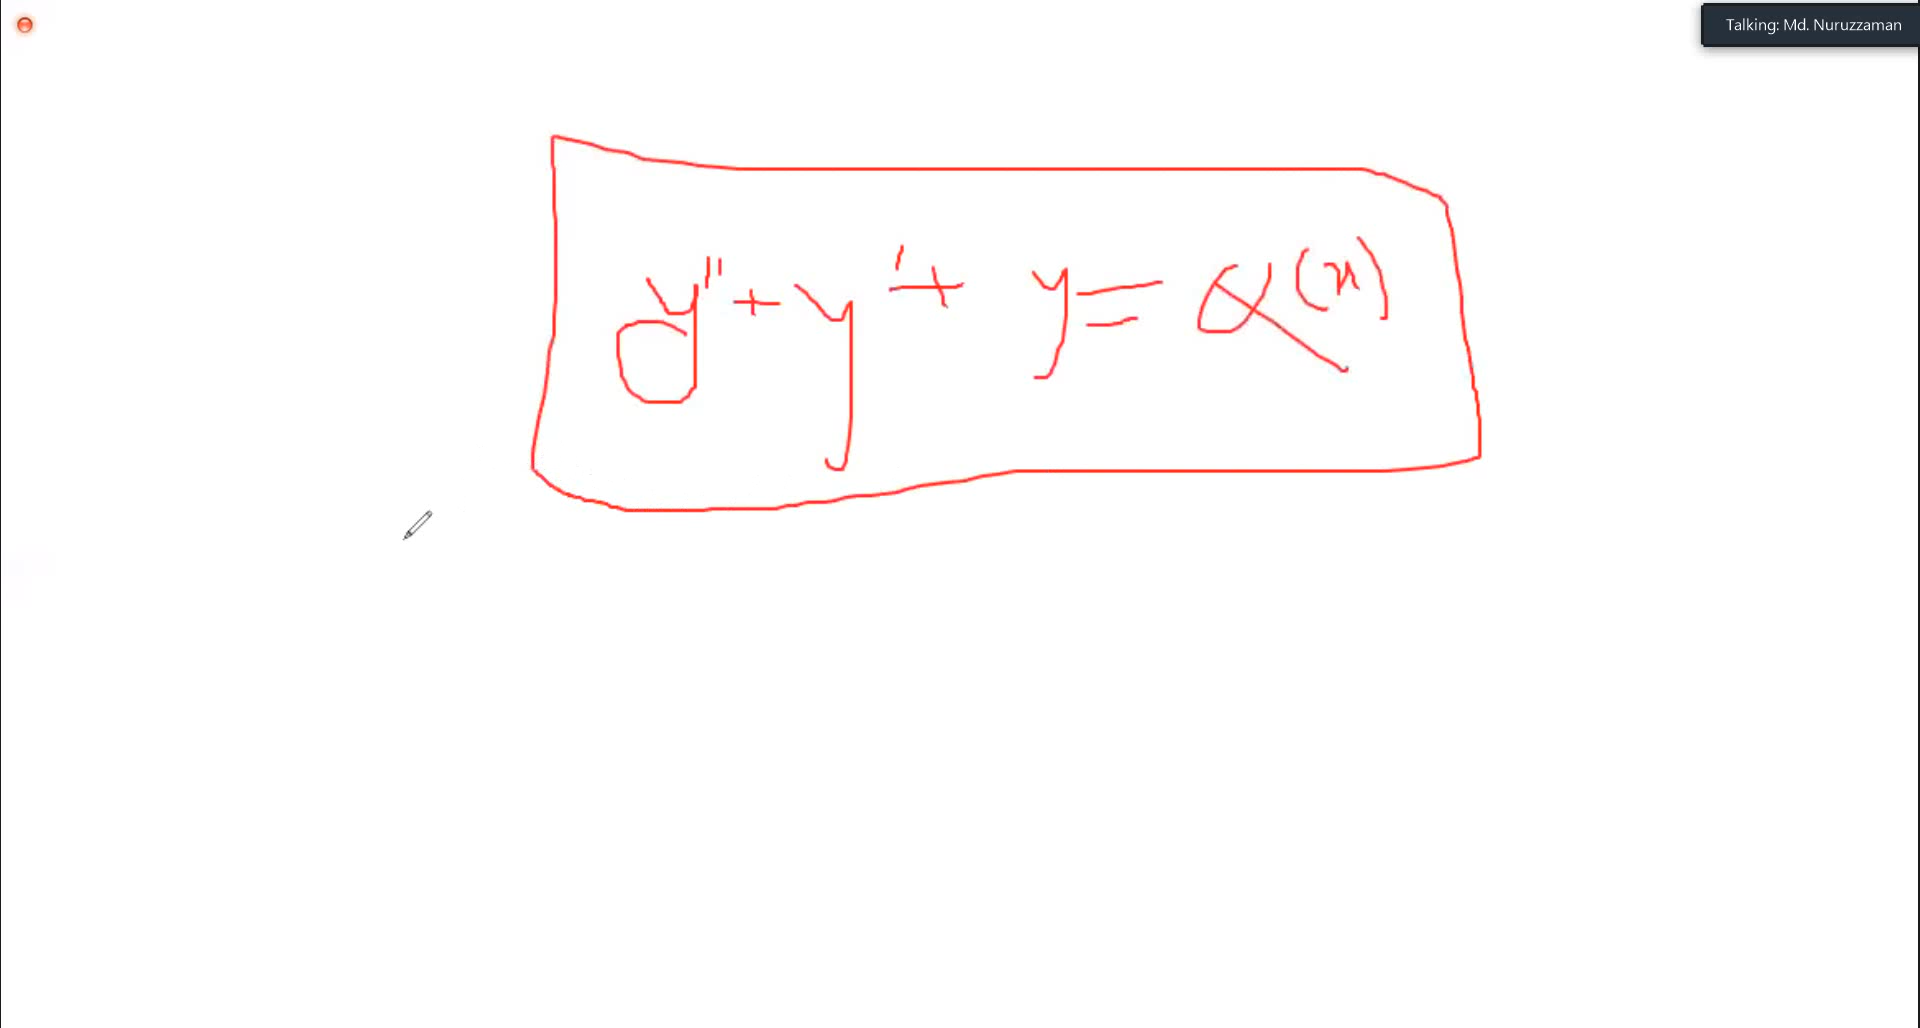 Talking: Md. Nuruzzaman
y'' + y' + y = Q(x)